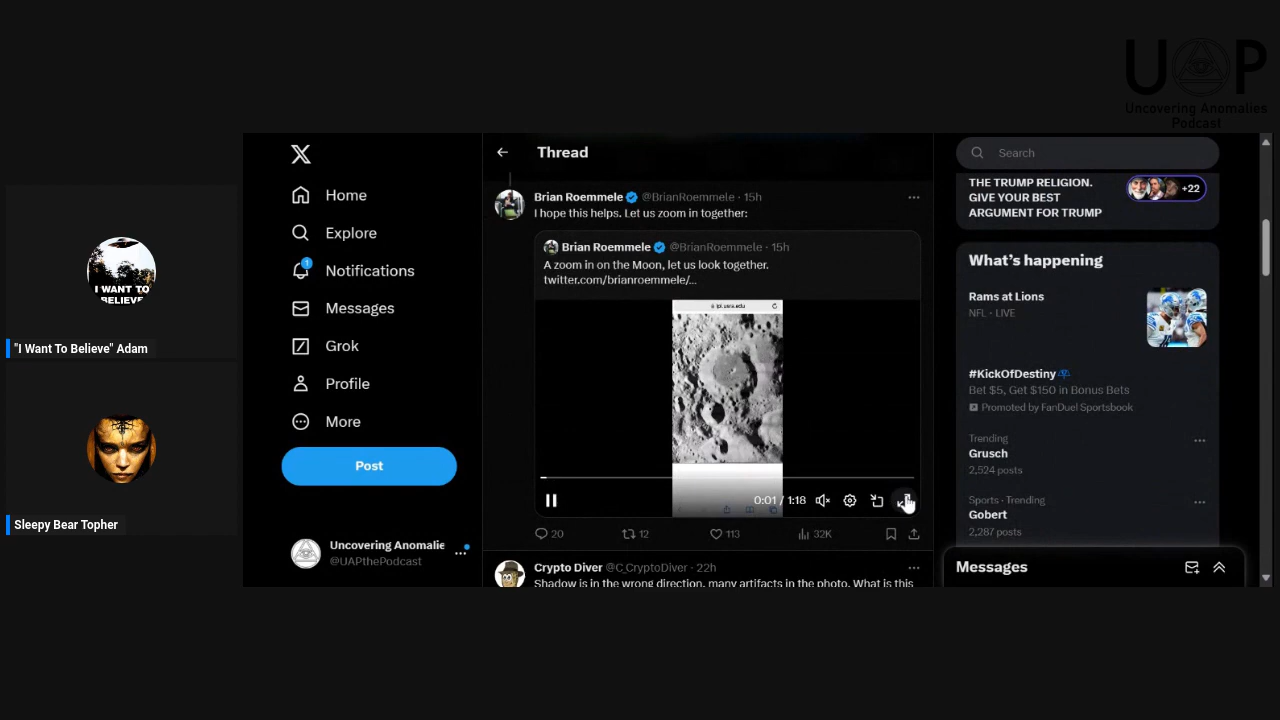 UAP
Uncovering Anomalies
Podcast
I WANT TO
BELIEVE
"I Want To Believe" Adam
Sleepy Bear Topher
Home
Explore
1
Notifications
Messages
Grok
Profile
More
Post
Uncovering Anomalie
@UAPthePodcast
Thread
Brian Roemmele @BrianRoemmele · 15h
I hope this helps. Let us zoom in together:
Brian Roemmele @BrianRoemmele · 15h
A zoom in on the Moon, let us look together.
twitter.com/brianroemmele/...
0:01 / 1:18
20 12 113 32K
Crypto Diver @C_CryptoDiver · 22h
Shadow is in the wrong direction, many artifacts in the photo. What is this
Search
THE TRUMP RELIGION.
GIVE YOUR BEST
ARGUMENT FOR TRUMP
+22
What's happening
Rams at Lions
NFL · LIVE
#KickOfDestiny
Bet $5, Get $150 in Bonus Bets
Promoted by FanDuel Sportsbook
Trending
Grusch
2,524 posts
Sports · Trending
Gobert
2,287 posts
Messages